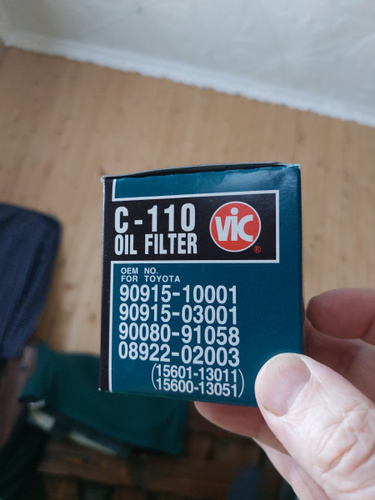 C-110
OIL FILTER
VIC
®
OEM NO.
FOR TOYOTA
90915-10001
90915-03001
90080-91058
08922-02003
(15601-13011)
(15600-13051)